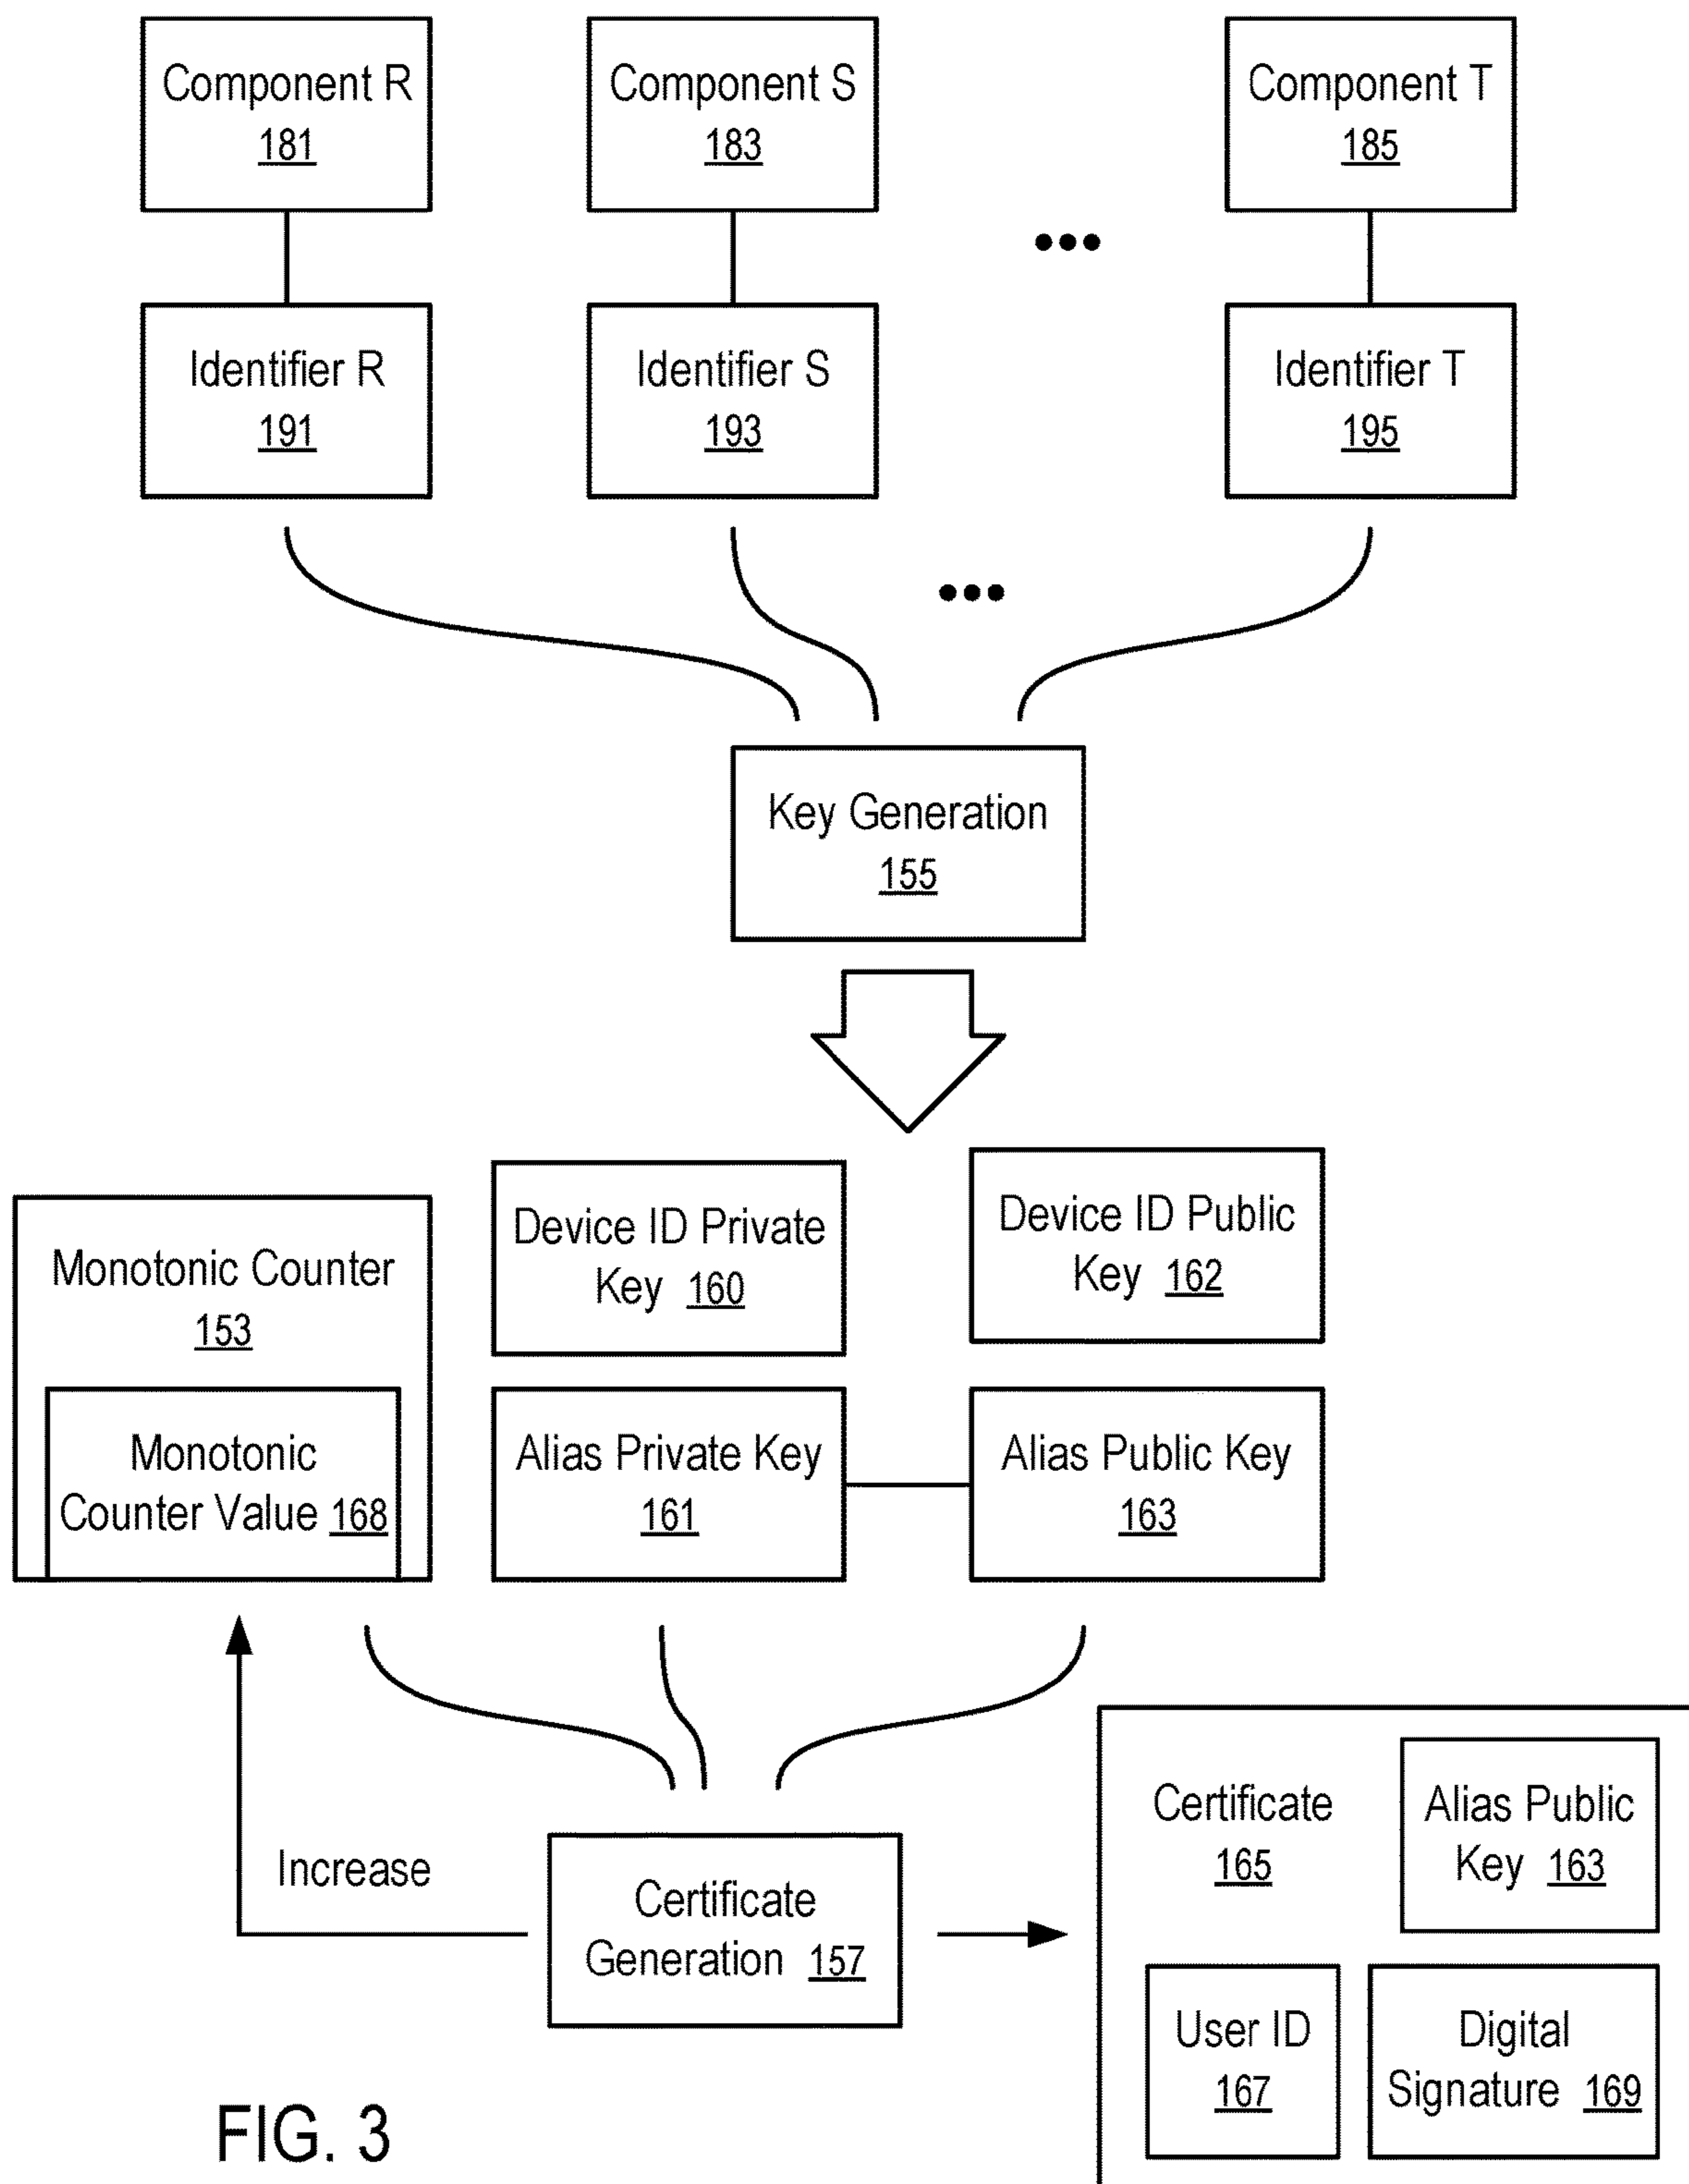 Component R
181
Component S
183
Component T
185
Identifier R
191
Identifier S
193
Identifier T
195
Key Generation
155
Monotonic Counter
153
Monotonic
Counter Value 168
Device ID Private
Key 160
Device ID Public
Key 162
Alias Private Key
161
Alias Public Key
163
Increase
Certificate
Generation 157
Certificate
165
Alias Public
Key 163
User ID
167
Digital
Signature 169
FIG. 3